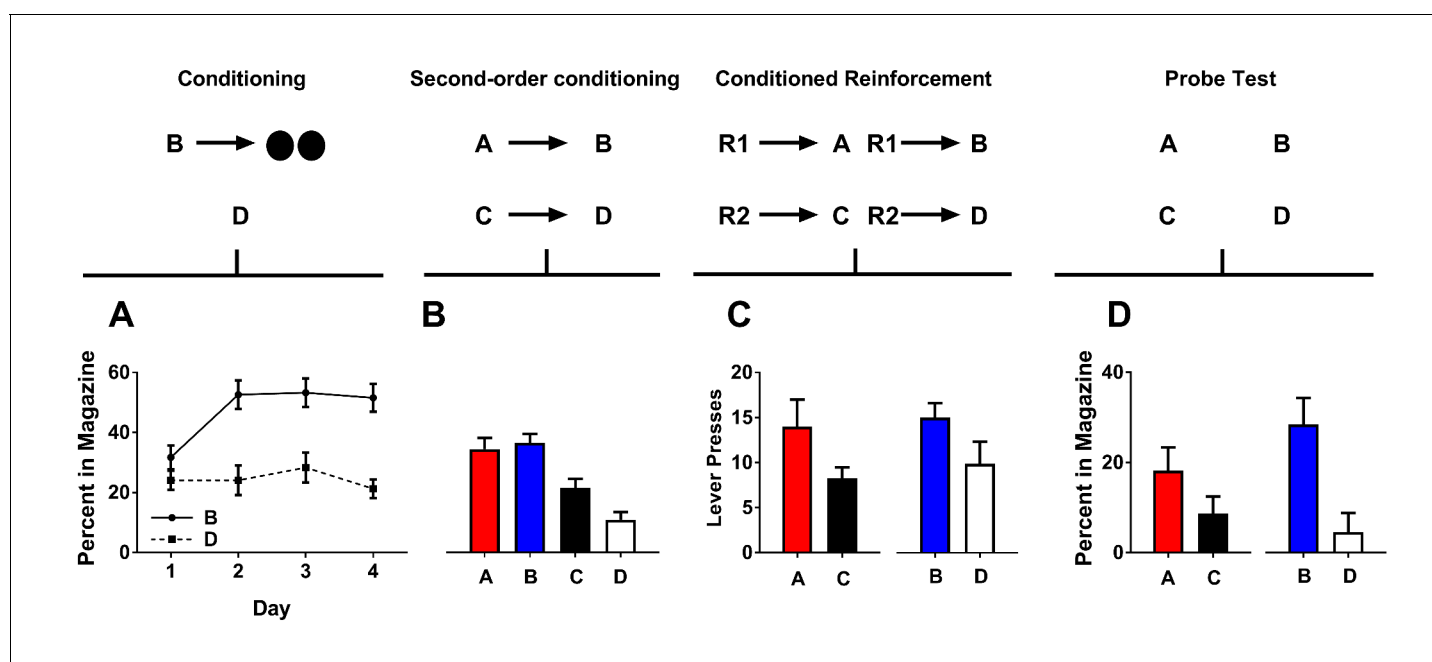 Conditioning
B
D
Second-order conditioning
A B
C D
Conditioned Reinforcement
R1 A R1 B
R2 C R2 D
Probe Test
A B
C D
A
Percent in Magazine
60
40
20
0
B
D
1 2 3 4
Day
B
A B C D
C
Lever Presses
20
15
10
5
0
A C B D
D
Percent in Magazine
40
20
0
A C B D